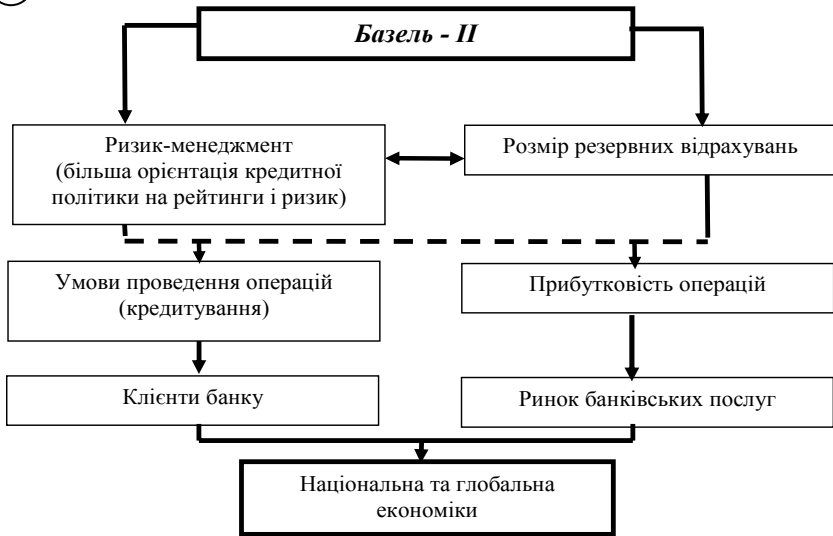 Базель - II
Ризик-менеджмент
(більша орієнтація кредитної
політики на рейтинги і ризик)
Розмір резервних відрахувань
Умови проведення операцій
(кредитування)
Прибутковість операцій
Клієнти банку
Ринок банківських послуг
Національна та глобальна
економіки